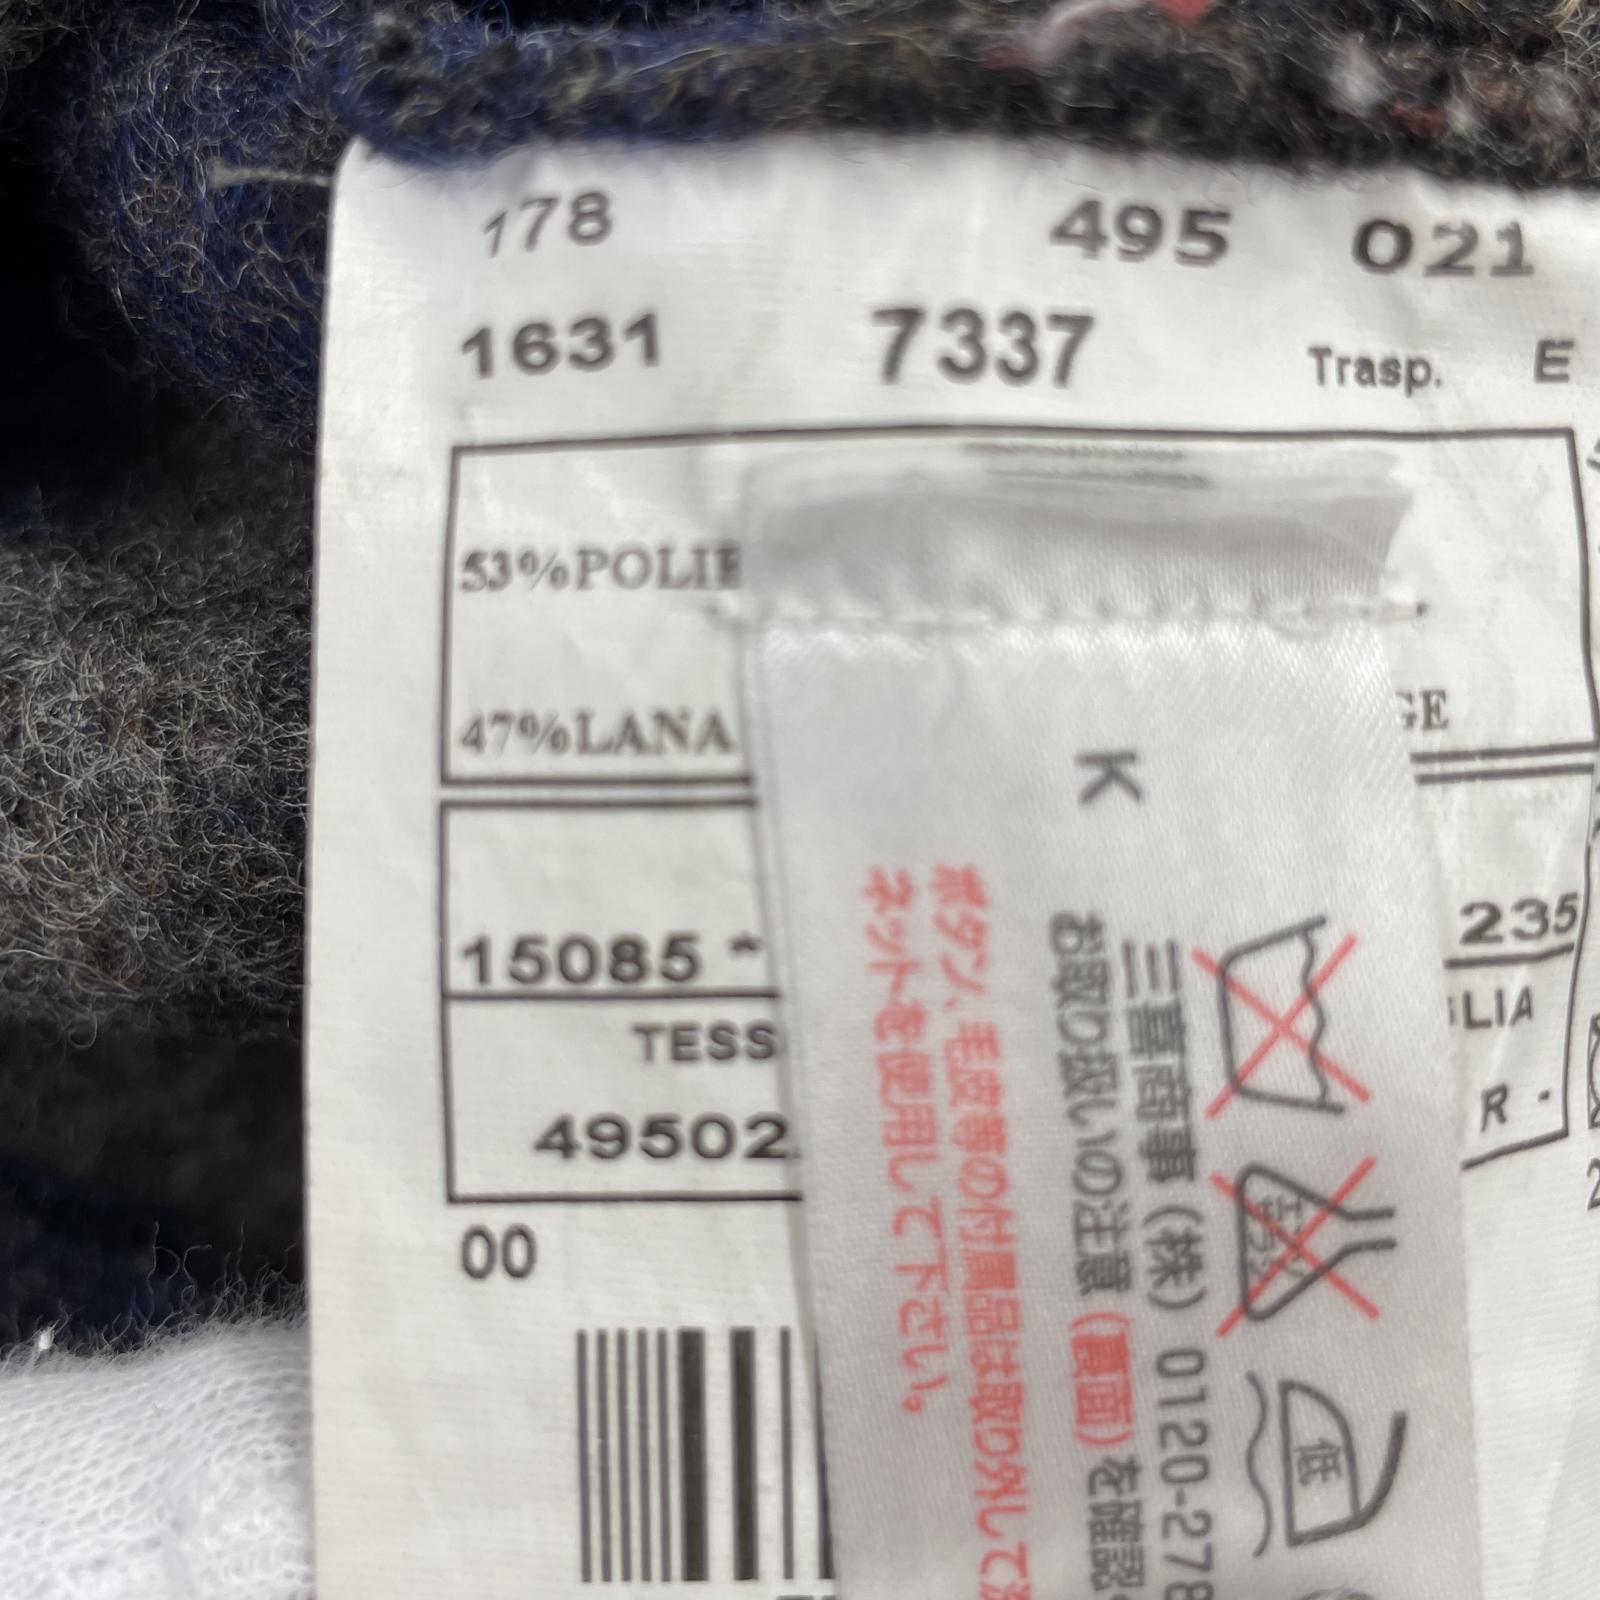 178 495 021
1631 7337 Trasp. E
53%POLIE
47%LANA GE
15085 * 235
TESS GLIA
49502 R -
00
K
三喜商事 (株) 0120-278
お取り扱いの注意 (裏面) を確認
ボタン、毛皮等の付属品は取り外して
ネットを使用して下さい。
低